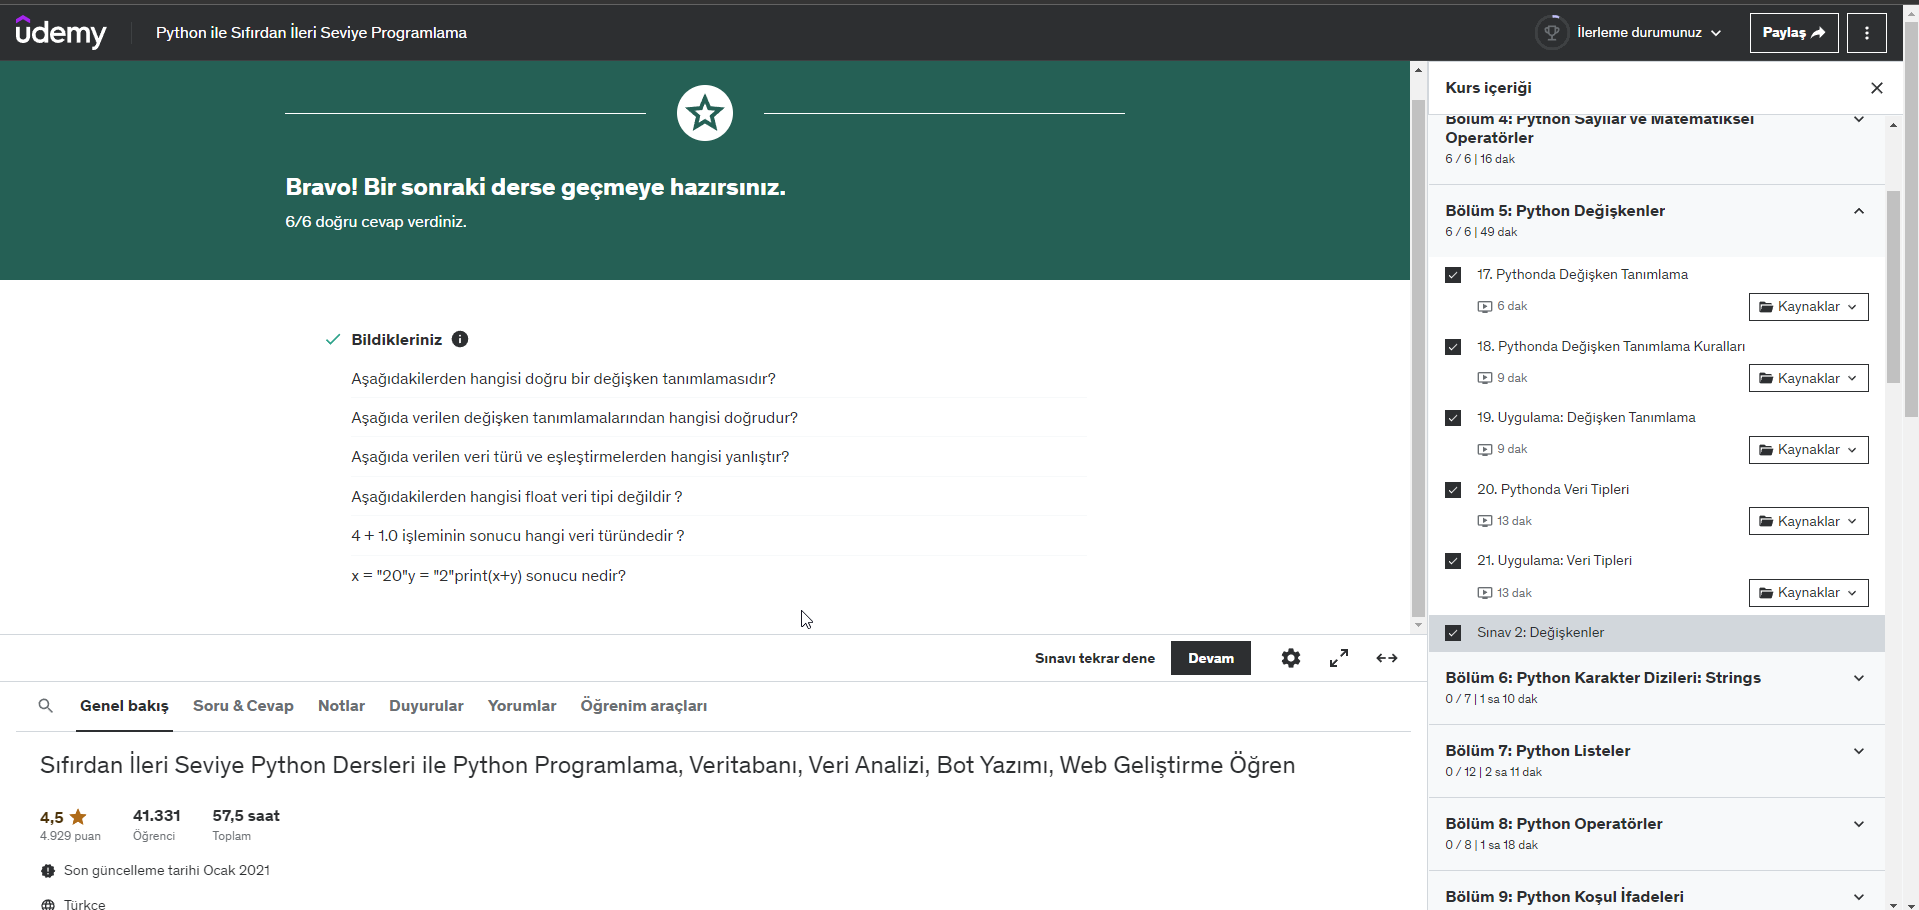 ûdemy
Python ile Sıfırdan İleri Seviye Programlama
İlerleme durumunuz
Paylaş
Bravo! Bir sonraki derse geçmeye hazırsınız.
6/6 doğru cevap verdiniz.
Bildikleriniz
Aşağıdakilerden hangisi doğru bir değişken tanımlamasıdır?
Aşağıda verilen değişken tanımlamalarından hangisi doğrudur?
Aşağıda verilen veri türü ve eşleştirmelerden hangisi yanlıştır?
Aşağıdakilerden hangisi float veri tipi değildir ?
4 + 1.0 işleminin sonucu hangi veri türündedir ?
x = "20"y = "2"print(x+y) sonucu nedir?
Sınavı tekrar dene
Devam
Genel bakış
Soru & Cevap
Notlar
Duyurular
Yorumlar
Öğrenim araçları
Sıfırdan İleri Seviye Python Dersleri ile Python Programlama, Veritabanı, Veri Analizi, Bot Yazımı, Web Geliştirme Öğren
4,5
4.929 puan
41.331
Öğrenci
57,5 saat
Toplam
Son güncelleme tarihi Ocak 2021
Türkçe
Kurs içeriği
Bölüm 4: Python Sayılar ve Matematiksel
Operatörler
6 / 6 | 16 dak
Bölüm 5: Python Değişkenler
6 / 6 | 49 dak
17. Pythonda Değişken Tanımlama
6 dak
Kaynaklar
18. Pythonda Değişken Tanımlama Kuralları
9 dak
Kaynaklar
19. Uygulama: Değişken Tanımlama
9 dak
Kaynaklar
20. Pythonda Veri Tipleri
13 dak
Kaynaklar
21. Uygulama: Veri Tipleri
13 dak
Kaynaklar
Sınav 2: Değişkenler
Bölüm 6: Python Karakter Dizileri: Strings
0 / 7 | 1 sa 10 dak
Bölüm 7: Python Listeler
0 / 12 | 2 sa 11 dak
Bölüm 8: Python Operatörler
0 / 8 | 1 sa 18 dak
Bölüm 9: Python Koşul İfadeleri